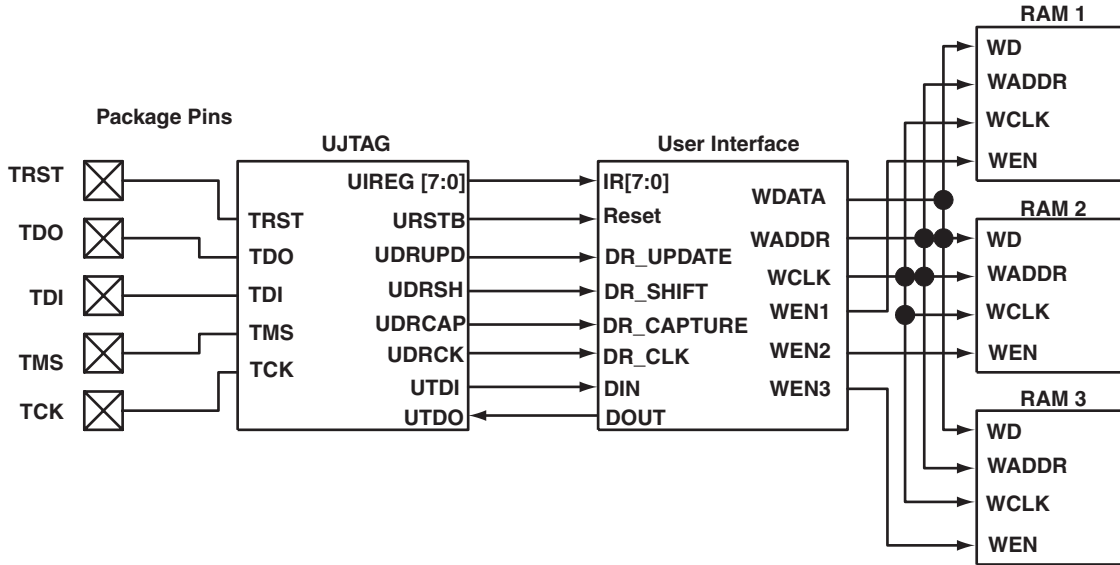 Package Pins
TRST
TDO
TDI
TMS
TCK
UJTAG
TRST
TDO
TDI
TMS
TCK
UIREG [7:0]
URSTB
UDRUPD
UDRSH
UDRCAP
UDRCK
UTDI
UTDO
User Interface
IR[7:0]
Reset
DR_UPDATE
DR_SHIFT
DR_CAPTURE
DR_CLK
DIN
DOUT
WDATA
WADDR
WCLK
WEN1
WEN2
WEN3
RAM 1
WD
WADDR
WCLK
WEN
RAM 2
WD
WADDR
WCLK
WEN
RAM 3
WD
WADDR
WCLK
WEN